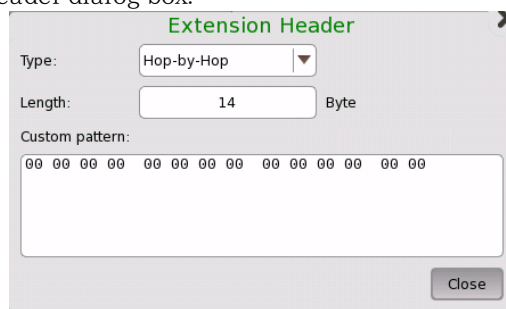 eader dialog box.
Extension Header
Type: Hop-by-Hop
Length: 14 Byte
Custom pattern:
00 00 00 00 00 00 00 00 00 00 00 00 00 00
Close